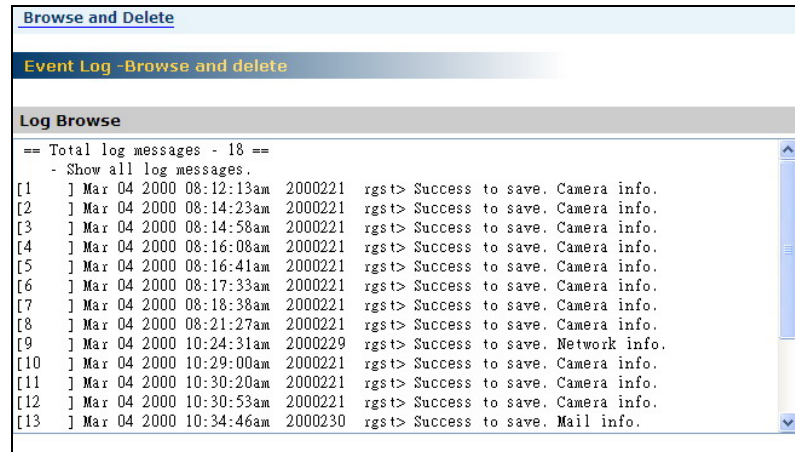 Browse and Delete
Event Log -Browse and delete
Log Browse
== Total log messages - 18 ==
- Show all log messages.
[1 ] Mar 04 2000 08:12:13am 2000221 rgst> Success to save. Camera info.
[2 ] Mar 04 2000 08:14:23am 2000221 rgst> Success to save. Camera info.
[3 ] Mar 04 2000 08:14:58am 2000221 rgst> Success to save. Camera info.
[4 ] Mar 04 2000 08:16:08am 2000221 rgst> Success to save. Camera info.
[5 ] Mar 04 2000 08:16:41am 2000221 rgst> Success to save. Camera info.
[6 ] Mar 04 2000 08:17:33am 2000221 rgst> Success to save. Camera info.
[7 ] Mar 04 2000 08:18:38am 2000221 rgst> Success to save. Camera info.
[8 ] Mar 04 2000 08:21:27am 2000221 rgst> Success to save. Camera info.
[9 ] Mar 04 2000 10:24:31am 2000229 rgst> Success to save. Network info.
[10 ] Mar 04 2000 10:29:00am 2000221 rgst> Success to save. Camera info.
[11 ] Mar 04 2000 10:30:20am 2000221 rgst> Success to save. Camera info.
[12 ] Mar 04 2000 10:30:53am 2000221 rgst> Success to save. Camera info.
[13 ] Mar 04 2000 10:34:46am 2000230 rgst> Success to save. Mail info.